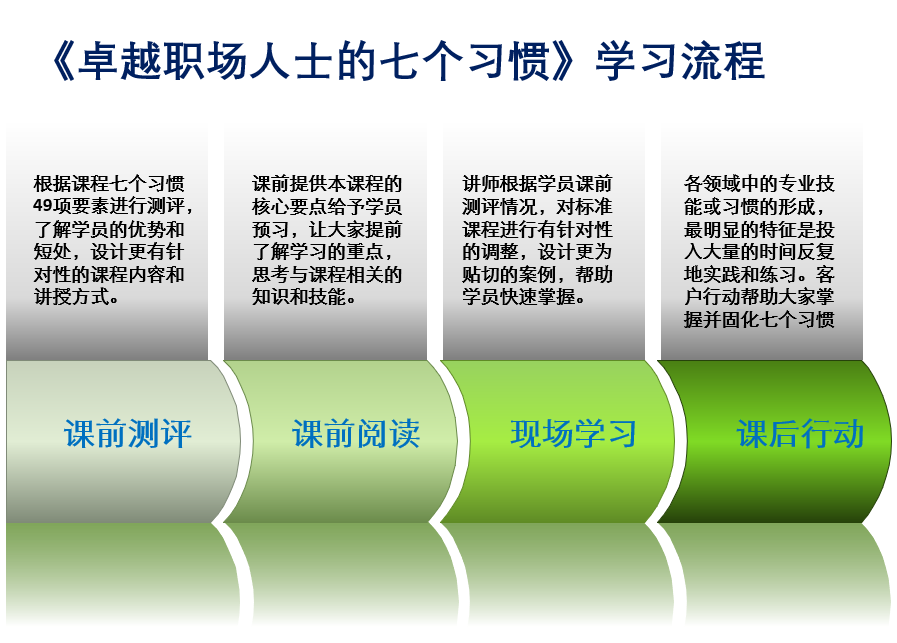 《卓越职场人士的七个习惯》学习流程
根据课程七个习惯
49项要素进行测评，
了解学员的优势和
短处，设计更有针
对性的课程内容和
讲授方式。
课前提供本课程的
核心要点给予学员
预习，让大家提前
了解学习的重点，
思考与课程相关的
知识和技能。
讲师根据学员课前
测评情况，对标准
课程进行有针对性
的调整，设计更为
贴切的案例，帮助
学员快速掌握。
各领域中的专业技
能或习惯的形成，
最明显的特征是投
入大量的时间反复
地实践和练习。客
户行动帮助大家掌
握并固化七个习惯
课前测评
课前阅读
现场学习
课后行动